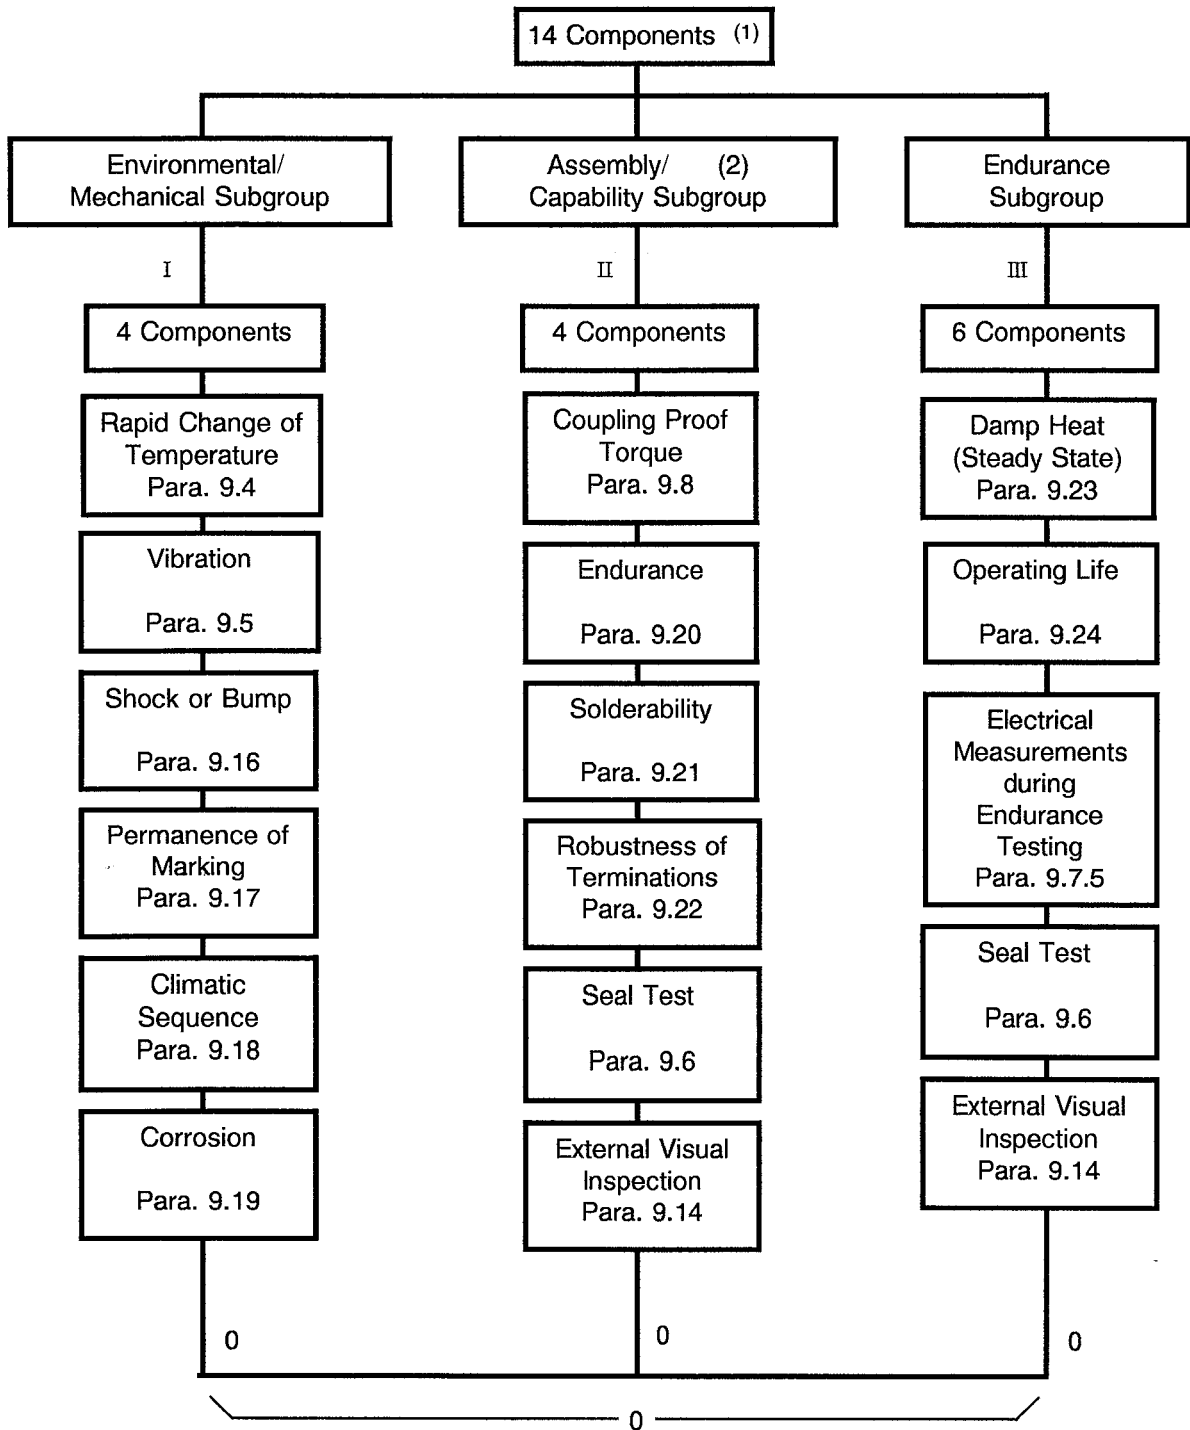 14 Components (1)
Environmental/
Mechanical Subgroup
I
4 Components
Rapid Change of
Temperature
Para. 9.4
Vibration
Para. 9.5
Shock or Bump
Para. 9.16
Permanence of
Marking
Para. 9.17
Climatic
Sequence
Para. 9.18
Corrosion
Para. 9.19
0
Assembly/ (2)
Capability Subgroup
II
4 Components
Coupling Proof
Torque
Para. 9.8
Endurance
Para. 9.20
Solderability
Para. 9.21
Robustness of
Terminations
Para. 9.22
Seal Test
Para. 9.6
External Visual
Inspection
Para. 9.14
0
Endurance
Subgroup
III
6 Components
Damp Heat
(Steady State)
Para. 9.23
Operating Life
Para. 9.24
Electrical
Measurements
during
Endurance
Testing
Para. 9.7.5
Seal Test
Para. 9.6
External Visual
Inspection
Para. 9.14
0
0